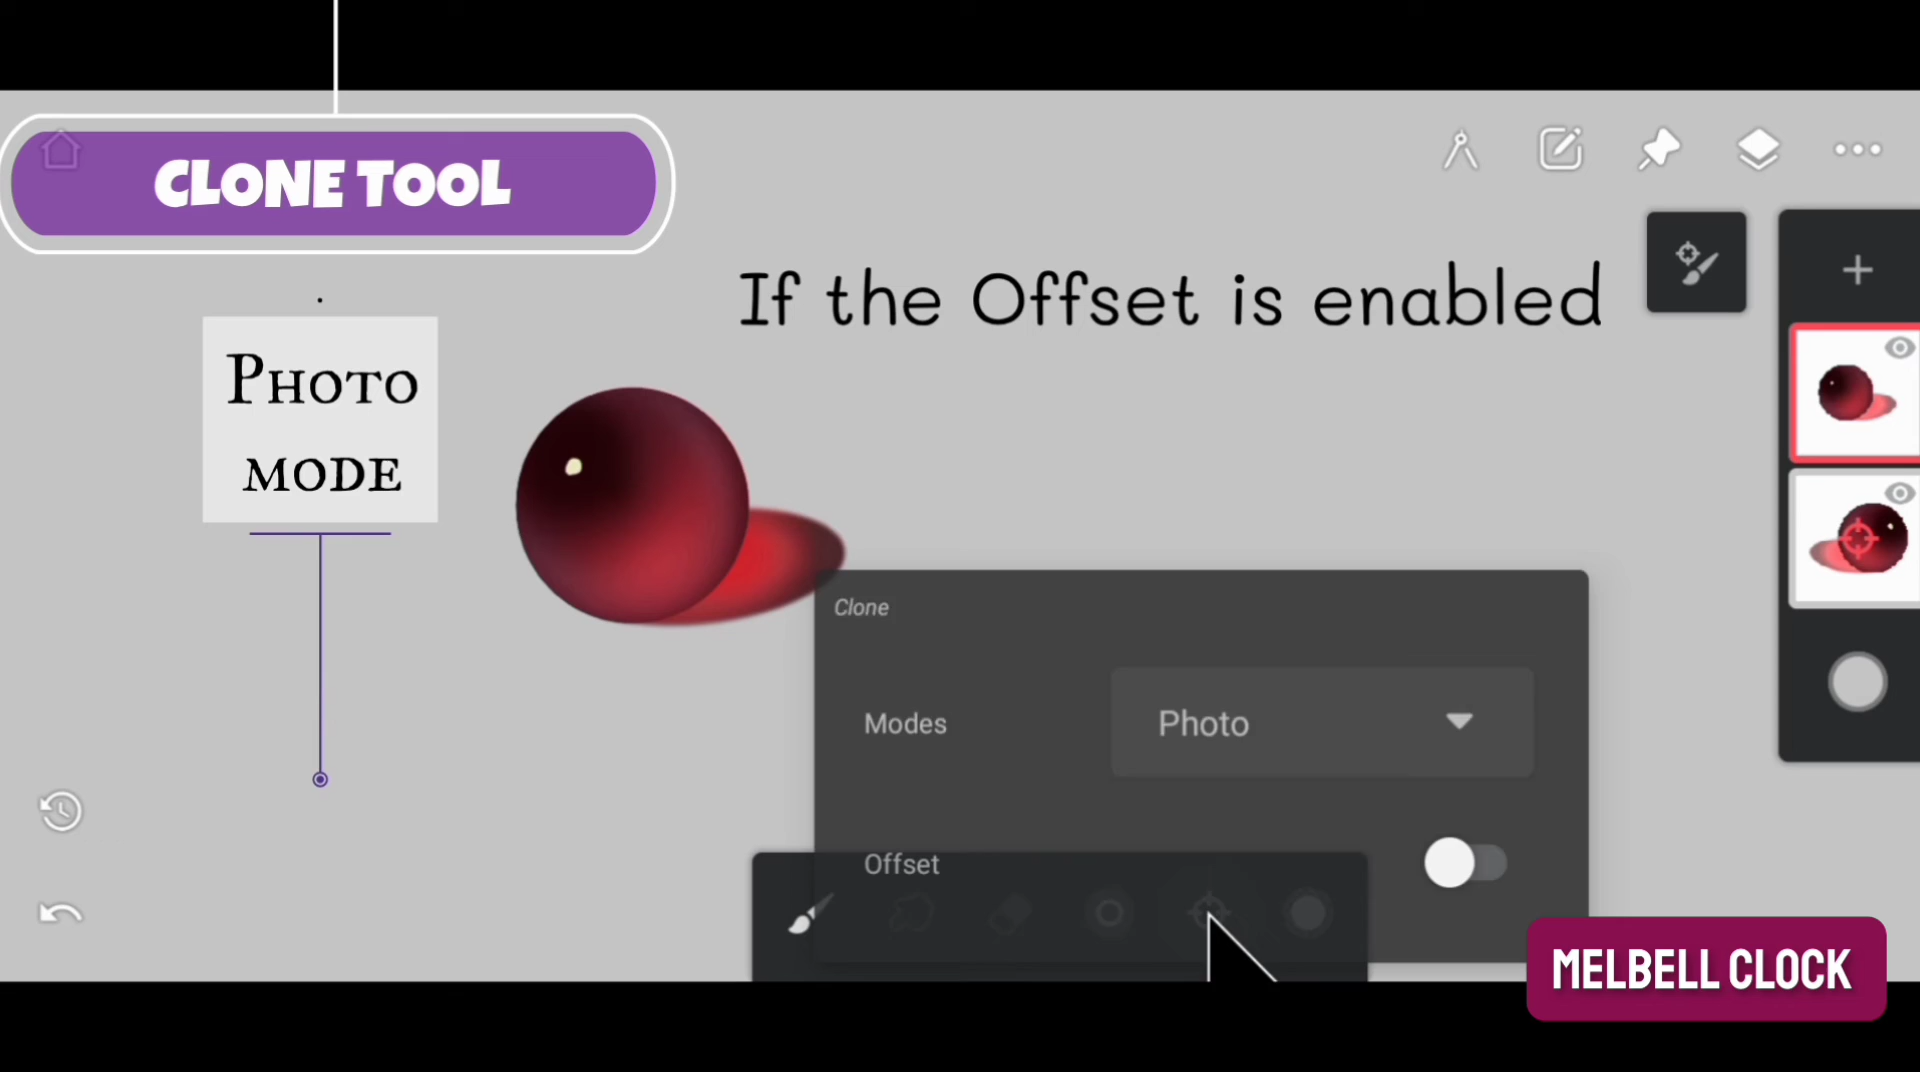 CLONE TOOL
If the Offset is enabled
Photo
mode
Clone
Modes
Photo
Offset
MELBELL CLOCK